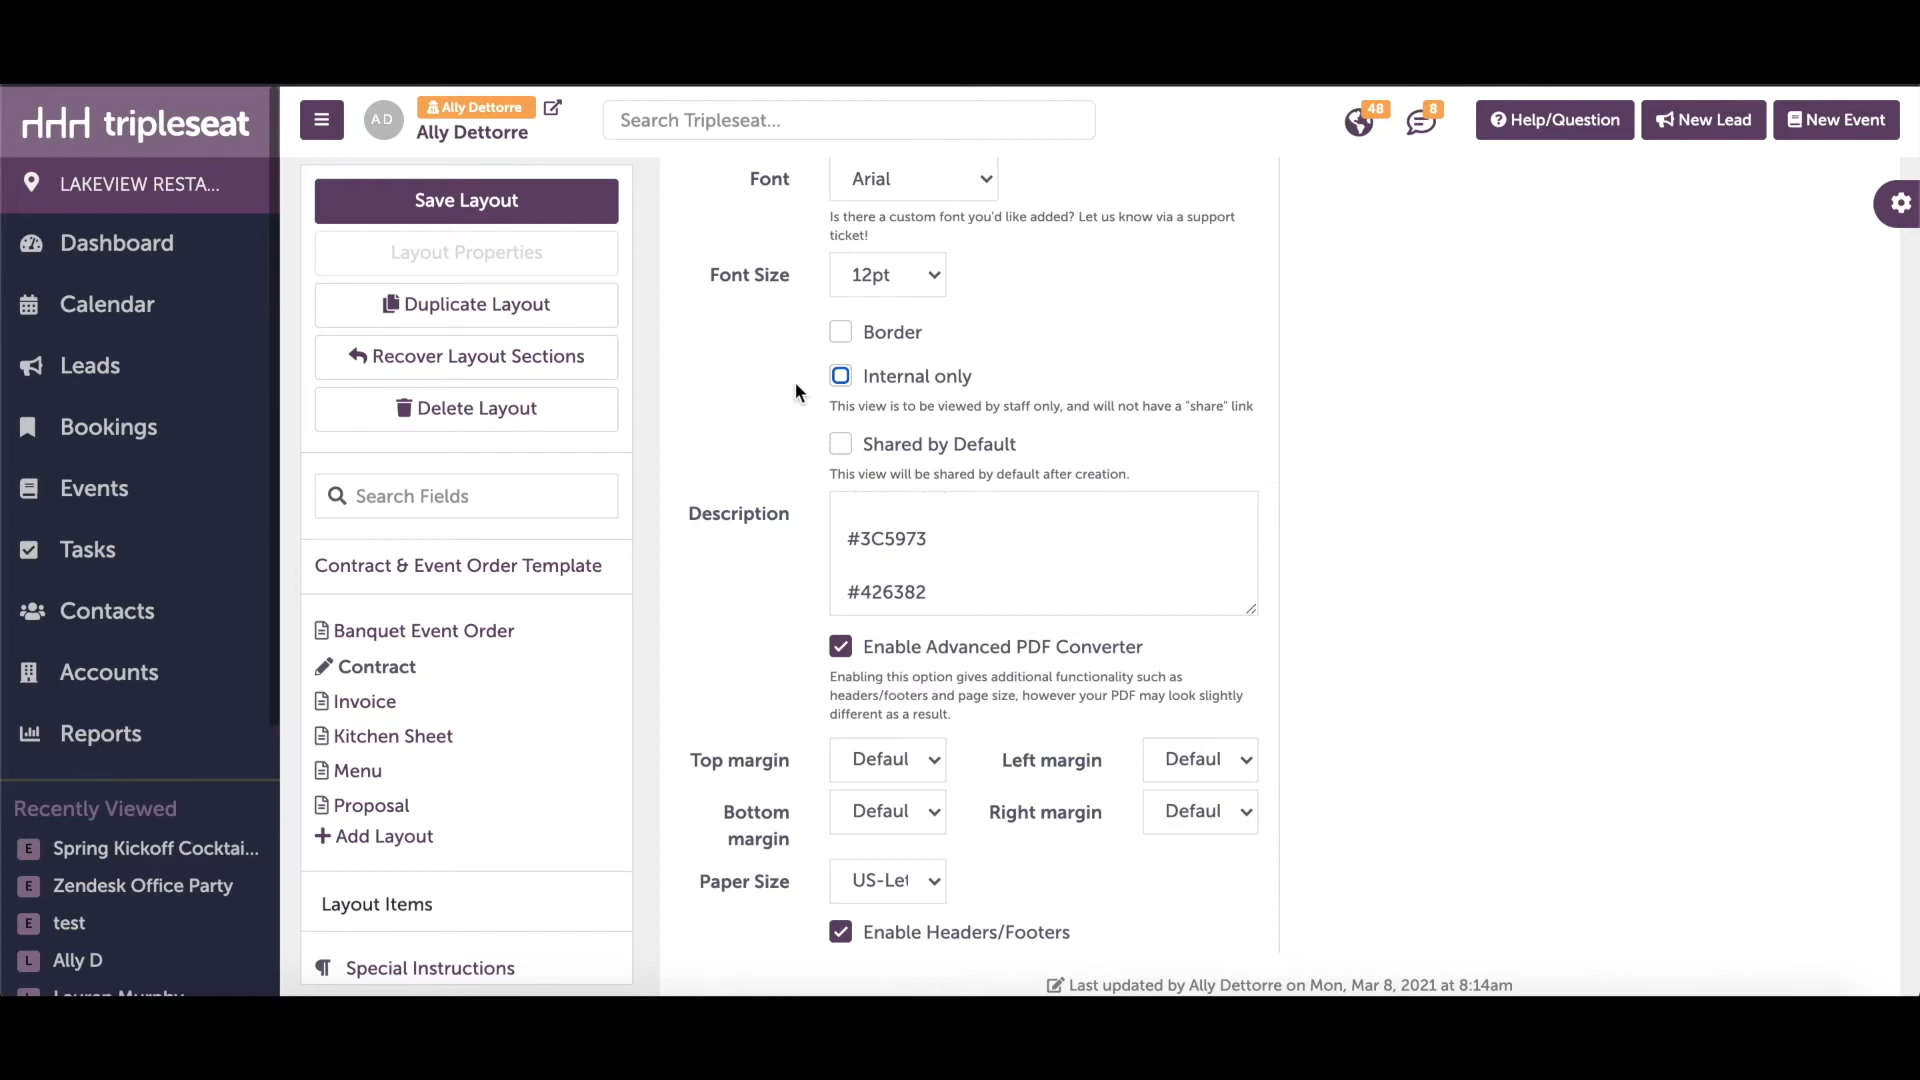 tripleseat
LAKEVIEW RESTA...
Dashboard
Calendar
Leads
Bookings
Events
Tasks
Contacts
Accounts
Reports
Recently Viewed
E Spring Kickoff Cocktai...
E Zendesk Office Party
E test
L Ally D
AD
Ally Dettorre
Ally Dettorre
Search Tripleseat...
48
8
Help/Question
New Lead
New Event
Save Layout
Layout Properties
Duplicate Layout
Recover Layout Sections
Delete Layout
Search Fields
Contract & Event Order Template
Banquet Event Order
Contract
Invoice
Kitchen Sheet
Menu
Proposal
Add Layout
Layout Items
Special Instructions
Font Arial
Is there a custom font you'd like added? Let us know via a support
ticket!
Font Size 12pt
Border
Internal only
This view is to be viewed by staff only, and will not have a "share" link
Shared by Default
This view will be shared by default after creation.
Description
#3C5973
#426382
Enable Advanced PDF Converter
Enabling this option gives additional functionality such as
headers/footers and page size, however your PDF may look slightly
different as a result.
Top margin Defaul Left margin Defaul
Bottom margin Defaul Right margin Defaul
Paper Size US-Let
Enable Headers/Footers
Last updated by Ally Dettorre on Mon, Mar 8, 2021 at 8:14am